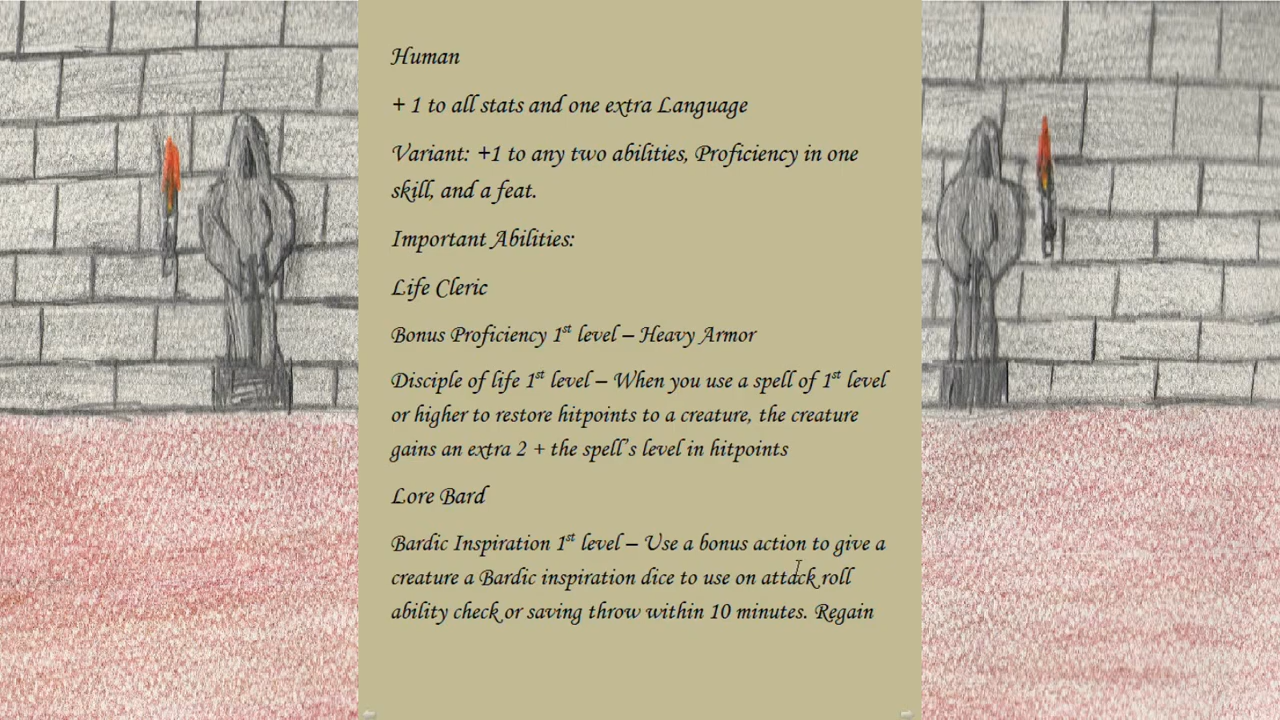 Human
+ 1 to all stats and one extra Language
Variant: +1 to any two abilities, Proficiency in one
skill, and a feat.
Important Abilities:
Life Cleric
Bonus Proficiency 1st level – Heavy Armor
Disciple of life 1st level – When you use a spell of 1st level
or higher to restore hitpoints to a creature, the creature
gains an extra 2 + the spell's level in hitpoints
Lore Bard
Bardic Inspiration 1st level – Use a bonus action to give a
creature a Bardic inspiration dice to use on attack roll
ability check or saving throw within 10 minutes. Regain